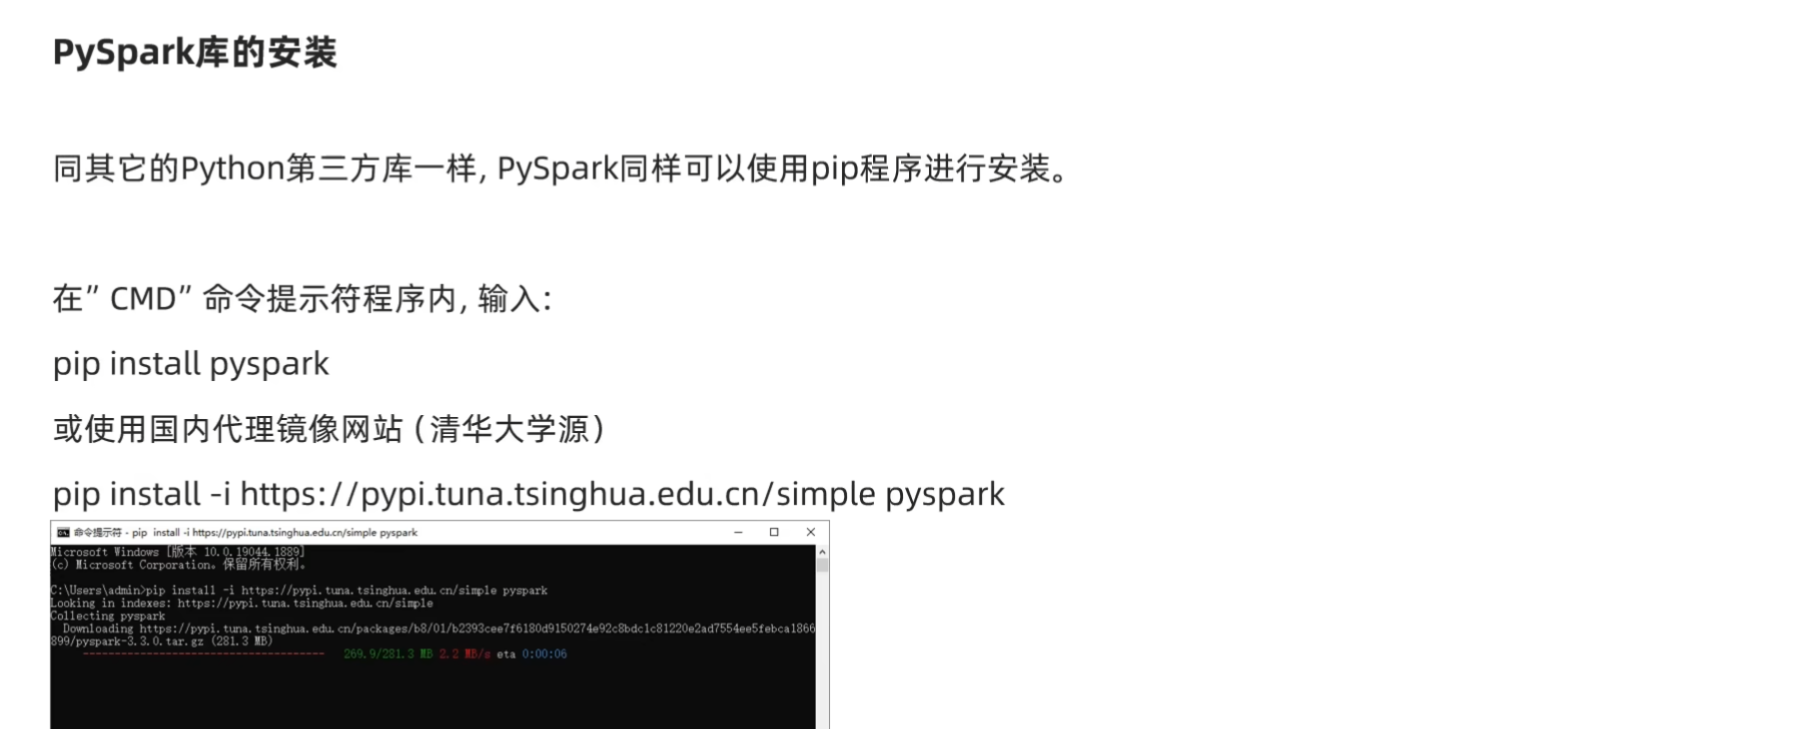 PySpark库的安装
同其它的Python第三方库一样, PySpark同样可以使用pip程序进行安装。
在”CMD”命令提示符程序内, 输入:
pip install pyspark
或使用国内代理镜像网站 (清华大学源)
pip install -i https://pypi.tuna.tsinghua.edu.cn/simple pyspark
命令提示符 - pip install -i https://pypi.tuna.tsinghua.edu.cn/simple pyspark
Microsoft Windows [版本 10.0.19044.1889]
(c) Microsoft Corporation。保留所有权利。
C:\Users\admin>pip install -i https://pypi.tuna.tsinghua.edu.cn/simple pyspark
Looking in indexes: https://pypi.tuna.tsinghua.edu.cn/simple
Collecting pyspark
Downloading https://pypi.tuna.tsinghua.edu.cn/packages/b8/01/b2393cee7f6180d9150274e92c8bdc1c81220e2ad7554ee5febca1866
899/pyspark-3.3.0.tar.gz (281.3 MB)
269.9/281.3 MB 2.2 MB/s eta 0:00:06